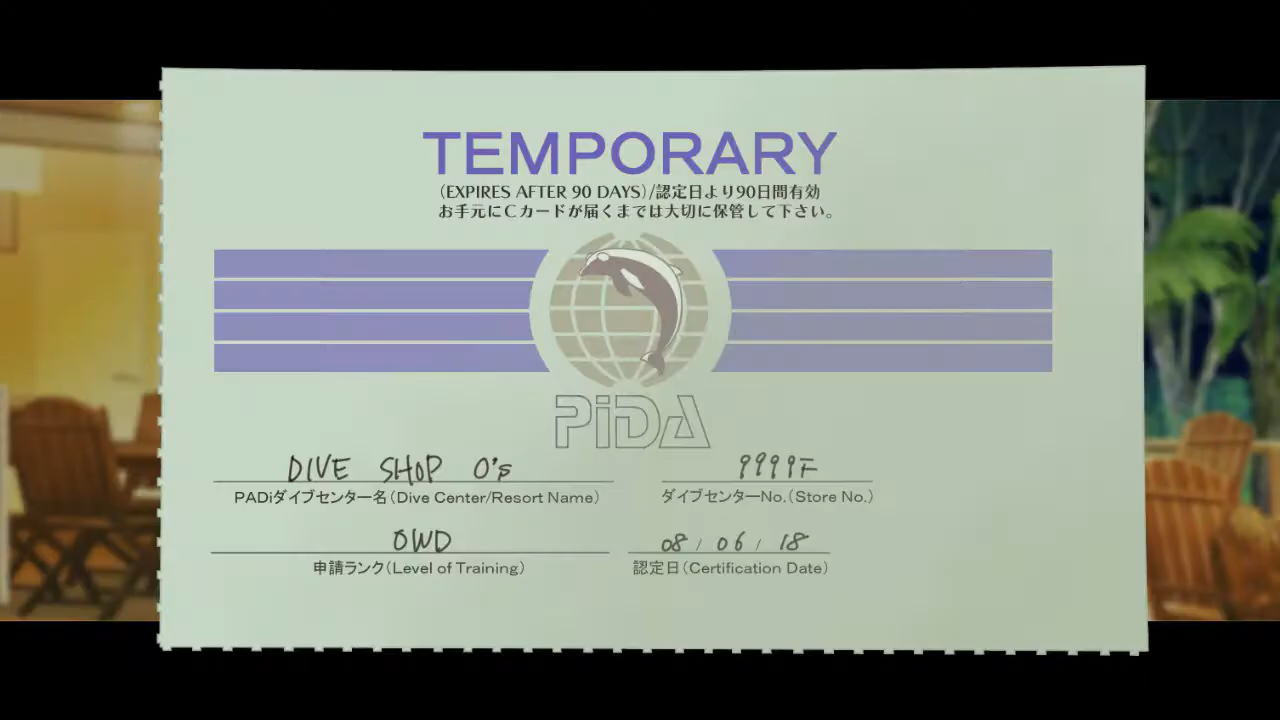 TEMPORARY
(EXPIRES AFTER 90 DAYS)/認定日より90日間有効
お手元にCカードが届くまでは大切に保管して下さい。
PiDA
DIVE SHOP O's
9999F
PADiダイブセンター名(Dive Center/Resort Name)
ダイブセンターNo.(Store No.)
OWD
08 / 06 / 18
申請ランク(Level of Training)
認定日(Certification Date)